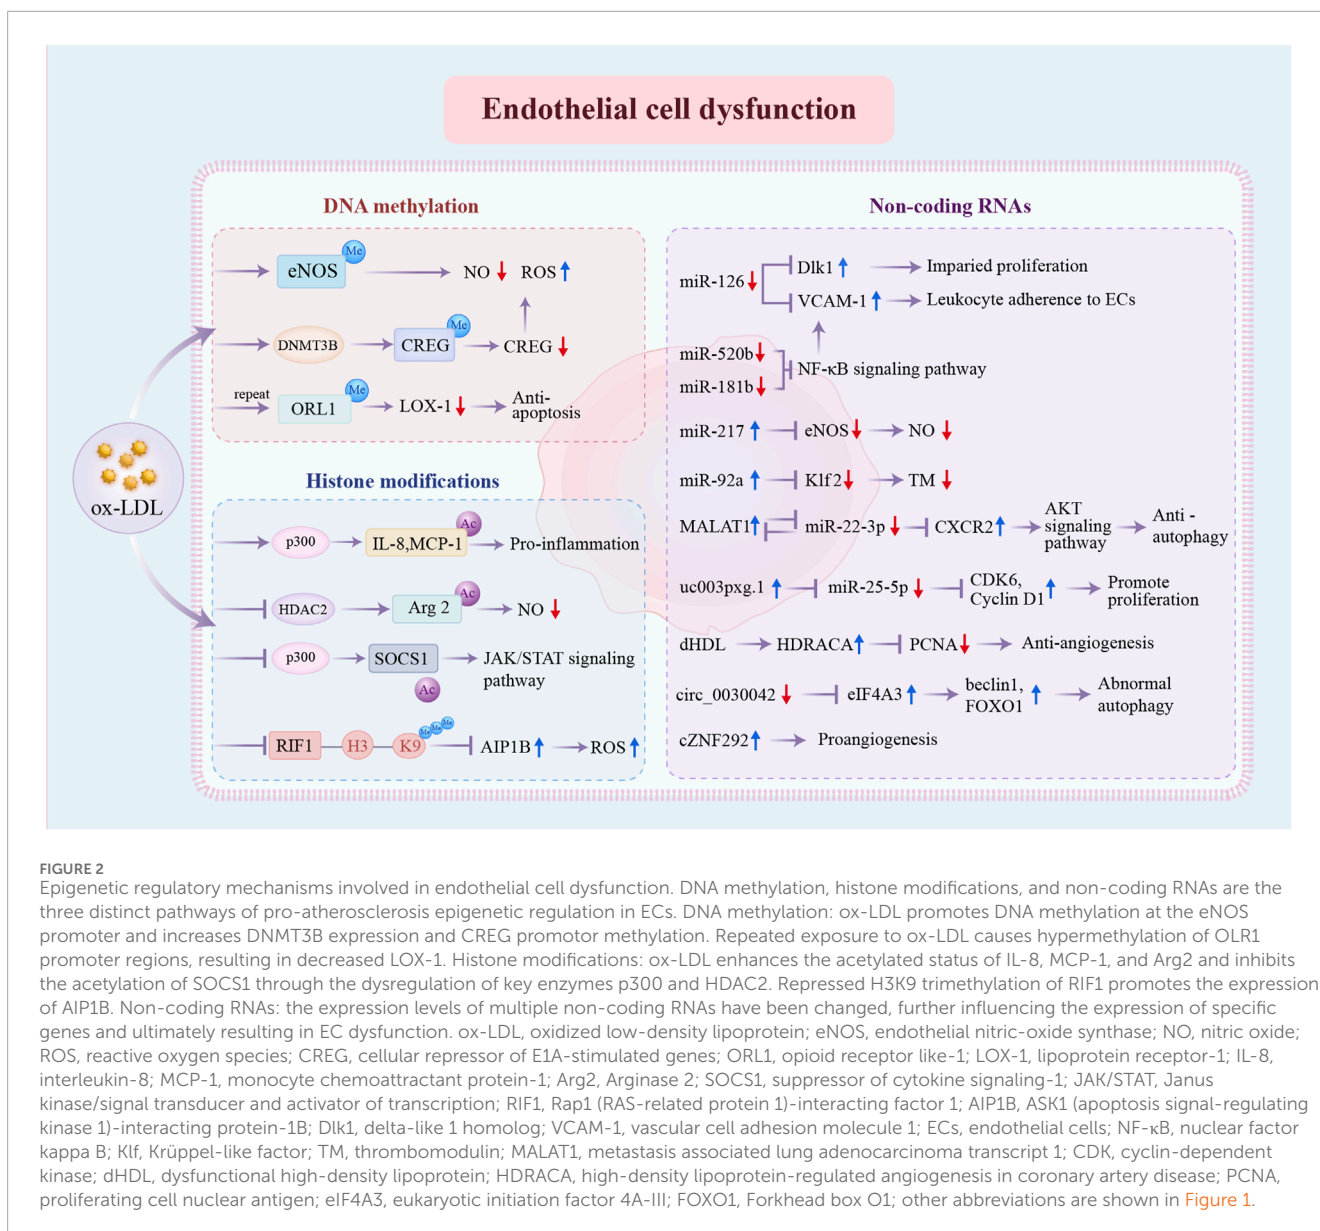 Endothelial cell dysfunction
DNA methylation
eNOS
Me
NO
ROS
DNMT3B
CREG
Me
CREG
repeat
ORL1
Me
LOX-1
Anti-
apoptosis
ox-LDL
Histone modifications
p300
IL-8,MCP-1
Ac
Pro-inflammation
HDAC2
Arg 2
Ac
NO
p300
SOCS1
Ac
JAK/STAT signaling
pathway
RIF1
H3
K9
Me
Me
Me
AIP1B
ROS
Non-coding RNAs
miR-126
Dlk1
Imparied proliferation
VCAM-1
Leukocyte adherence to ECs
miR-520b
miR-181b
NF-κB signaling pathway
miR-217
eNOS
NO
miR-92a
Klf2
TM
MALAT1
miR-22-3p
CXCR2
AKT
signaling
pathway
Anti -
autophagy
uc003pxg.1
miR-25-5p
CDK6,
Cyclin D1
Promote
proliferation
dHDL
HDRACA
PCNA
Anti-angiogenesis
circ_0030042
eIF4A3
beclin1,
FOXO1
Abnormal
autophagy
cZNF292
Proangiogenesis
FIGURE 2
Epigenetic regulatory mechanisms involved in endothelial cell dysfunction. DNA methylation, histone modifications, and non-coding RNAs are the
three distinct pathways of pro-atherosclerosis epigenetic regulation in ECs. DNA methylation: ox-LDL promotes DNA methylation at the eNOS
promoter and increases DNMT3B expression and CREG promotor methylation. Repeated exposure to ox-LDL causes hypermethylation of OLR1
promoter regions, resulting in decreased LOX-1. Histone modifications: ox-LDL enhances the acetylated status of IL-8, MCP-1, and Arg2 and inhibits
the acetylation of SOCS1 through the dysregulation of key enzymes p300 and HDAC2. Repressed H3K9 trimethylation of RIF1 promotes the expression
of AIP1B. Non-coding RNAs: the expression levels of multiple non-coding RNAs have been changed, further influencing the expression of specific
genes and ultimately resulting in EC dysfunction. ox-LDL, oxidized low-density lipoprotein; eNOS, endothelial nitric-oxide synthase; NO, nitric oxide;
ROS, reactive oxygen species; CREG, cellular repressor of E1A-stimulated genes; ORL1, opioid receptor like-1; LOX-1, lipoprotein receptor-1; IL-8,
interleukin-8; MCP-1, monocyte chemoattractant protein-1; Arg2, Arginase 2; SOCS1, suppressor of cytokine signaling-1; JAK/STAT, Janus
kinase/signal transducer and activator of transcription; RIF1, Rap1 (RAS-related protein 1)-interacting factor 1; AIP1B, ASK1 (apoptosis signal-regulating
kinase 1)-interacting protein-1B; Dlk1, delta-like 1 homolog; VCAM-1, vascular cell adhesion molecule 1; ECs, endothelial cells; NF-κB, nuclear factor
kappa B; Klf, Krüppel-like factor; TM, thrombomodulin; MALAT1, metastasis associated lung adenocarcinoma transcript 1; CDK, cyclin-dependent
kinase; dHDL, dysfunctional high-density lipoprotein; HDRACA, high-density lipoprotein-regulated angiogenesis in coronary artery disease; PCNA,
proliferating cell nuclear antigen; eIF4A3, eukaryotic initiation factor 4A-III; FOXO1, Forkhead box O1; other abbreviations are shown in Figure 1.